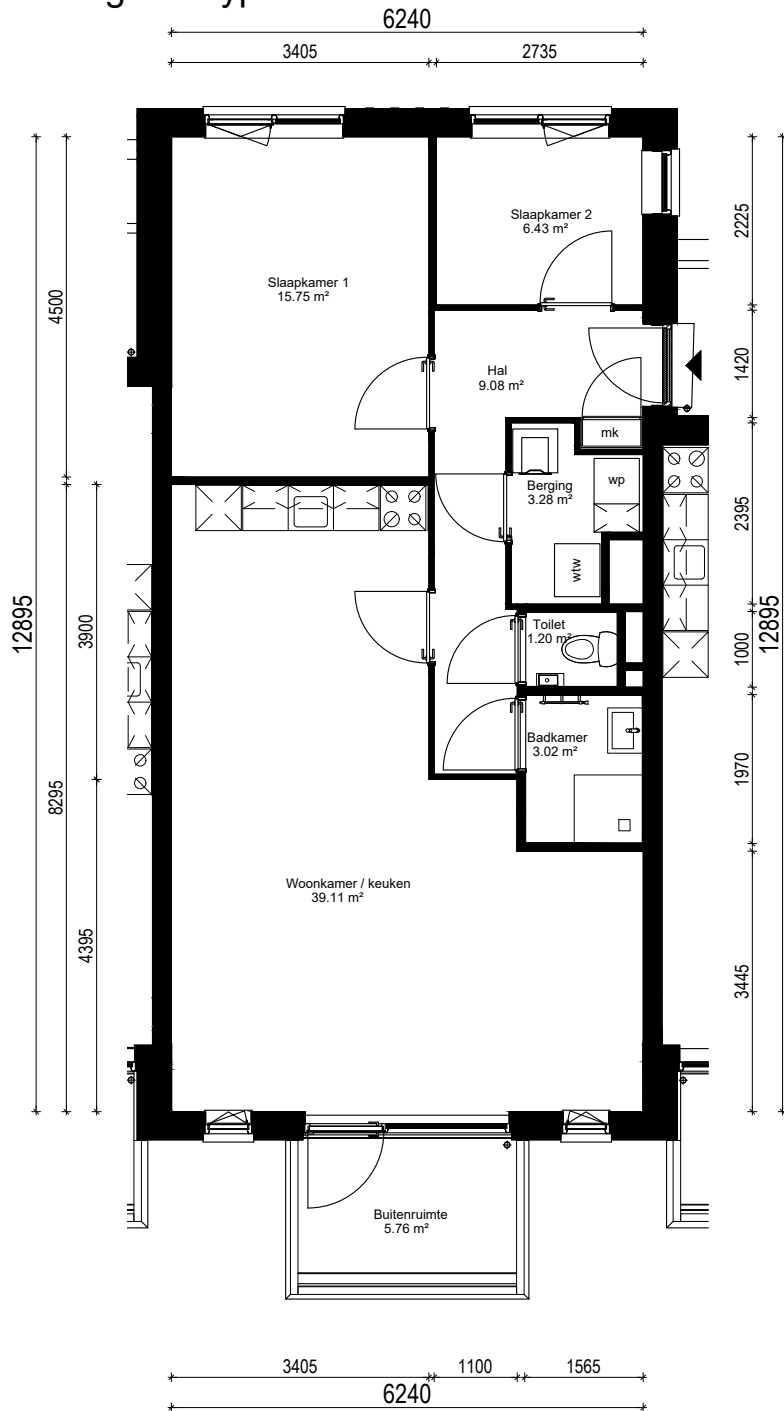 6240
3405
2735
Slaapkamer 2
6.43 m²
2225
Slaapkamer 1
15.75 m²
4500
Hal
9.08 m²
1420
mk
Berging
3.28 m²
wp
2395
wtw
12895
12895
3900
Toilet
1.20 m²
1000
Badkamer
3.02 m²
1970
8295
Woonkamer / keuken
39.11 m²
4395
3445
Buitenruimte
5.76 m²
3405
1100
1565
6240